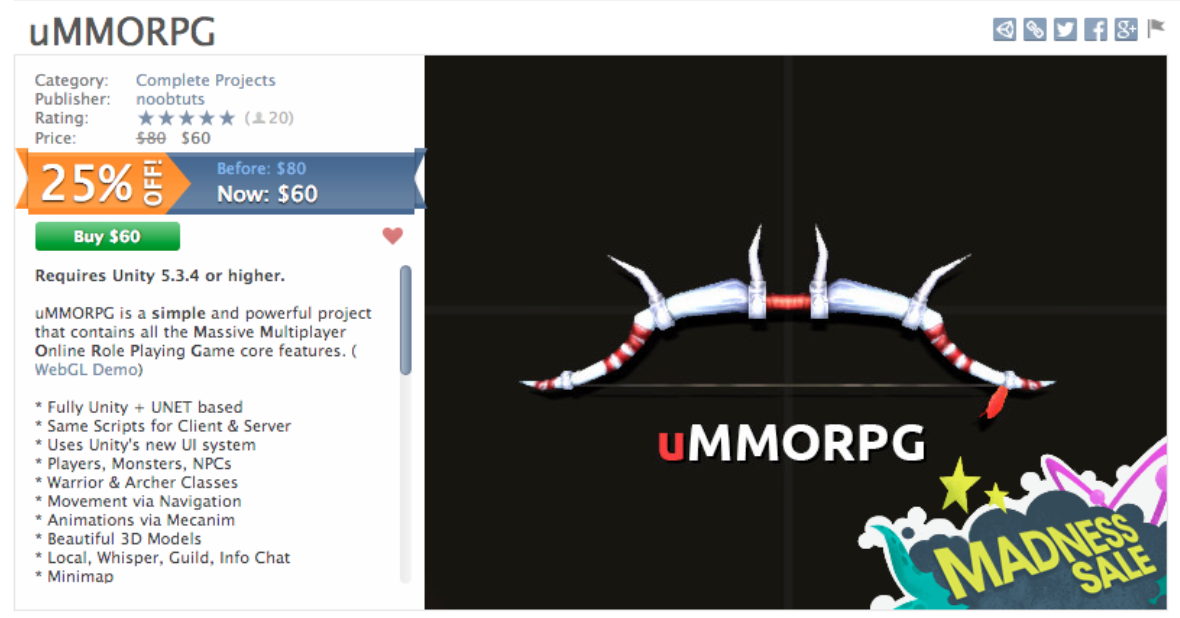 uMMORPG
Category: Complete Projects
Publisher: noobtuts
Rating: (20)
Price: $80 $60
25% OFF!
Before: $80
Now: $60
Buy $60
Requires Unity 5.3.4 or higher.
uMMORPG is a simple and powerful project
that contains all the Massive Multiplayer
Online Role Playing Game core features. (
WebGL Demo)
* Fully Unity + UNET based
* Same Scripts for Client & Server
* Uses Unity's new UI system
* Players, Monsters, NPCs
* Warrior & Archer Classes
* Movement via Navigation
* Animations via Mecanim
* Beautiful 3D Models
* Local, Whisper, Guild, Info Chat
* Minimap
uMMORPG
MADNESS
SALE